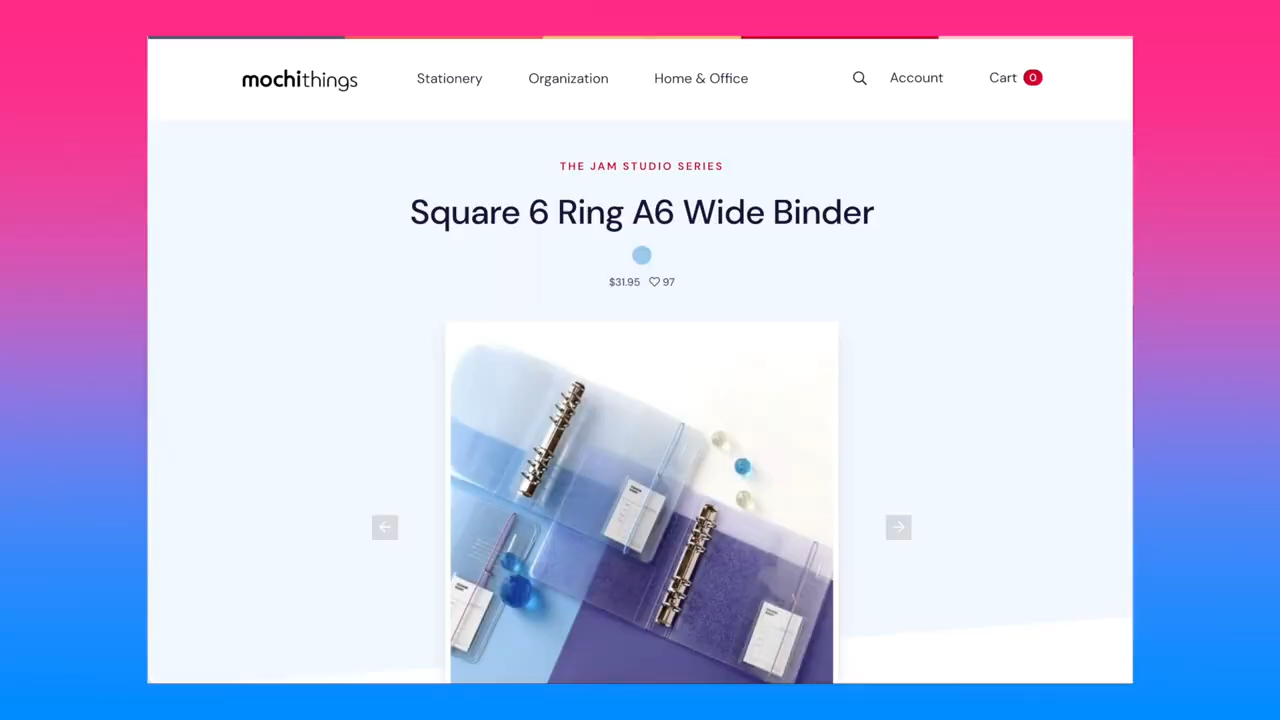 mochithings
Stationery
Organization
Home & Office
Account
Cart 0
THE JAM STUDIO SERIES
Square 6 Ring A6 Wide Binder
$31.95 97